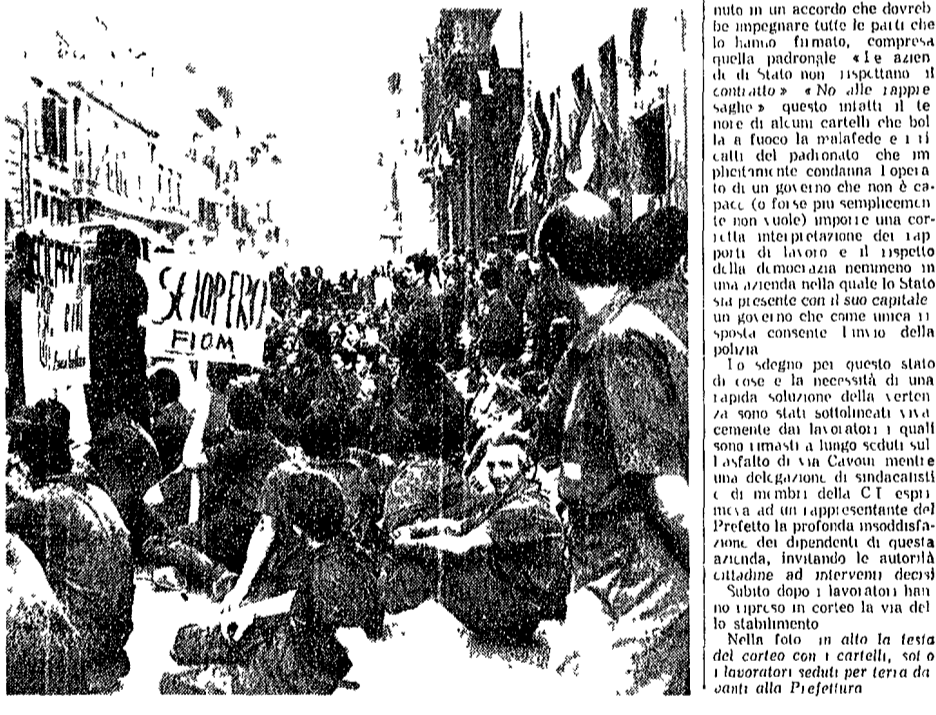 SCIOPERO
FIOM
nuto in un accordo che dovreb
be impegnare tutte le parti che
lo hanno firmato, compresa
quella padronale «Le azien
de di Stato non rispettano il
contratto» «No alle rappre
saglie» questo infatti il te
nore di alcuni cartelli che bol
la a fuoco la malafede e i ri
catti del padronato che im
plicitamente condanna l opera
to di un governo che non è ca-
pace (o forse piu semplicemen
te non vuole) imporre una cor-
retta interpretazione dei rap
porti di lavoro e il rispetto
della democrazia nemmeno in
una azienda nella quale lo Stato
sia presente con il suo capitale
un governo che come unica ri
sposta consente l invio della
polizia
Lo sdegno per questo stato
di cose e la necessità di una
rapida soluzione della verten
za sono stati sottolineati viva
cemente dai lavoratori i quali
sono rimasti a lungo seduti sul
l asfalto di via Cavour mentre
una delegazione di sindacalisti
e di membri della C I espri
meva ad un rappresentante del
Prefetto la profonda insoddisfa-
zione dei dipendenti di questa
azienda, invitando le autorità
cittadine ad interventi decisi
Subito dopo i lavoratori han
no ripreso in corteo la via del
lo stabilimento
Nella foto in alto la testa
del corteo con i cartelli, sot o
i lavoratori seduti per terra da
vanti alla Prefettura